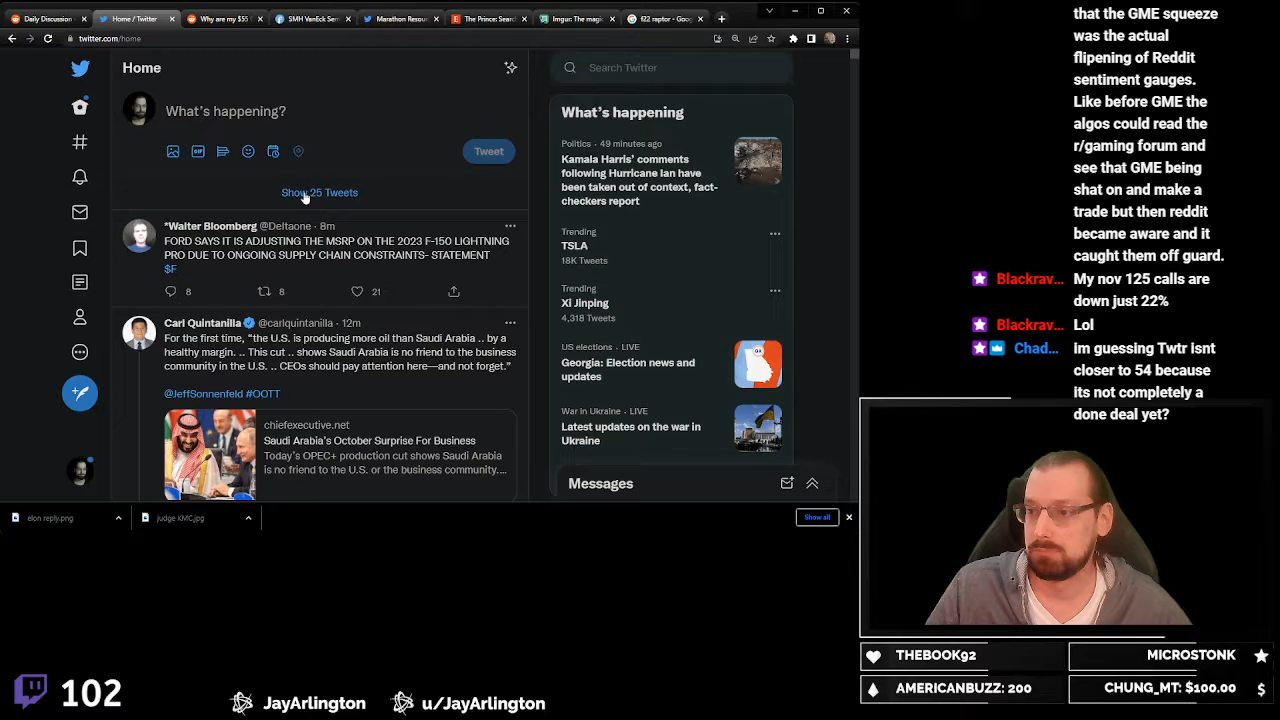 Daily Discussion
Home / Twitter
Why are my $55
SMH VanEck Semi
Marathon Resou
The Prince: Search
Imgur: The magic
f22 raptor - Goog
twitter.com/home
Home
Search Twitter
What's happening?
Tweet
Show 25 Tweets
*Walter Bloomberg @Deltaone · 8m
FORD SAYS IT IS ADJUSTING THE MSRP ON THE 2023 F-150 LIGHTNING
PRO DUE TO ONGOING SUPPLY CHAIN CONSTRAINTS- STATEMENT
$F
8 8 21
Carl Quintanilla @carlquintanilla · 12m
For the first time, “the U.S. is producing more oil than Saudi Arabia .. by a
healthy margin. .. This cut .. shows Saudi Arabia is no friend to the business
community in the U.S. .. CEOs should pay attention here—and not forget.”
@JeffSonnenfeld #OOTT
chiefexecutive.net
Saudi Arabia's October Surprise For Business
Today's OPEC+ production cut shows Saudi Arabia
is no friend to the U.S. or the business community....
What's happening
Politics · 49 minutes ago
Kamala Harris' comments
following Hurricane Ian have
been taken out of context, fact-
checkers report
Trending
TSLA
18K Tweets
Trending
Xi Jinping
4,318 Tweets
US elections · LIVE
Georgia: Election news and
updates
War in Ukraine · LIVE
Latest updates on the war in
Ukraine
Messages
elon reply.png
judge KMC.jpg
Show all
that the GME squeeze
was the actual
flipening of Reddit
sentiment gauges.
Like before GME the
algos could read the
r/gaming forum and
see that GME being
shat on and make a
trade but then reddit
became aware and it
caught them off guard.
Blackrav... My nov 125 calls are
down just 22%
Blackrav... Lol
Chad... im guessing Twtr isnt
closer to 54 because
its not completely a
done deal yet?
THEBOOK92
MICROSTONK
AMERICANBUZZ: 200
CHUNG_MT: $100.00
102
JayArlington
u/JayArlington